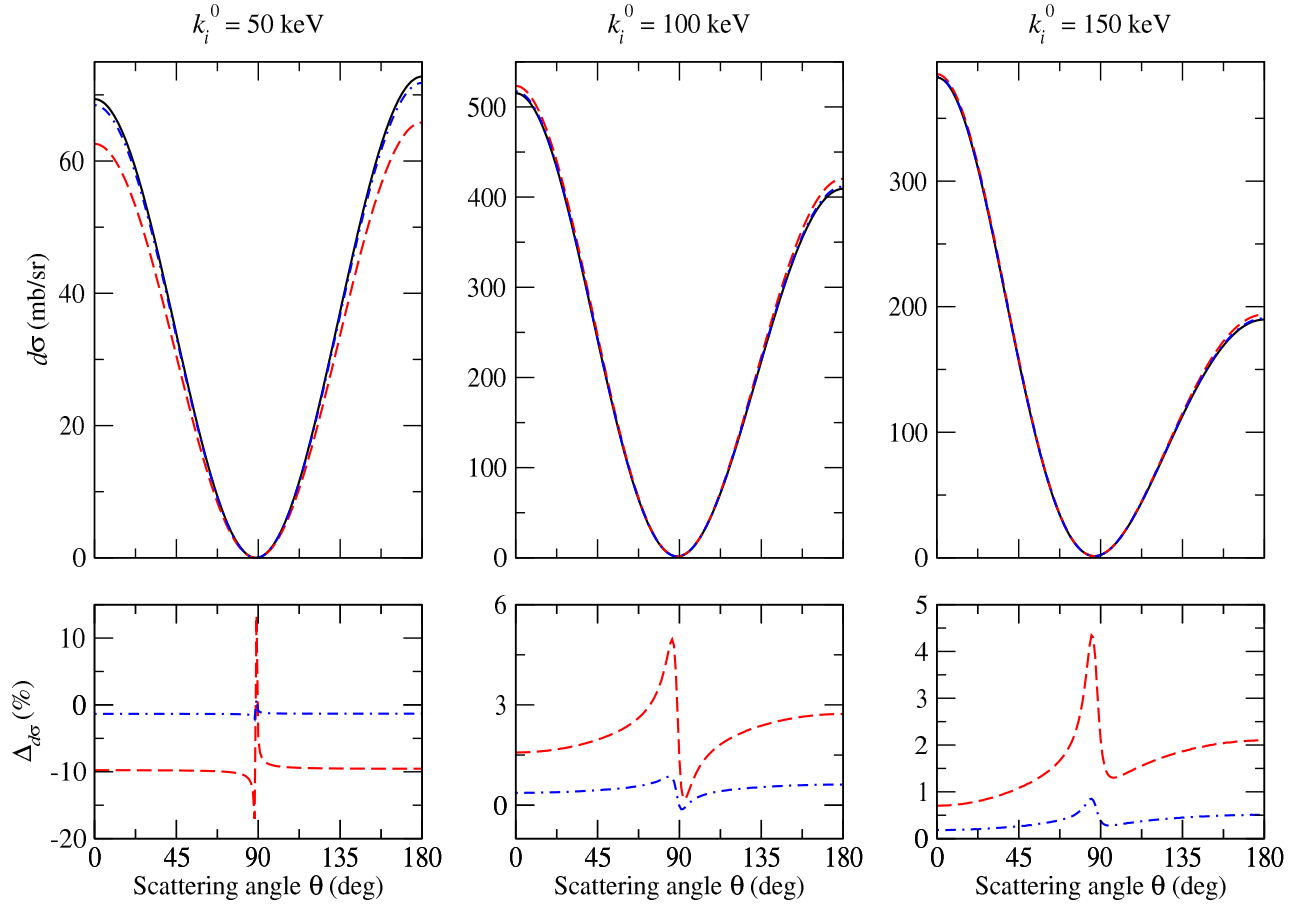 k_i^0 = 50 keV
k_i^0 = 100 keV
k_i^0 = 150 keV
dσ (mb/sr)
60
40
20
0
500
400
300
200
100
0
300
200
100
0
Δ_dσ (%)
10
0
-10
-20
0 45 90 135 180
Scattering angle θ (deg)
6
3
0
0 45 90 135 180
Scattering angle θ (deg)
5
4
3
2
1
0
0 45 90 135 180
Scattering angle θ (deg)